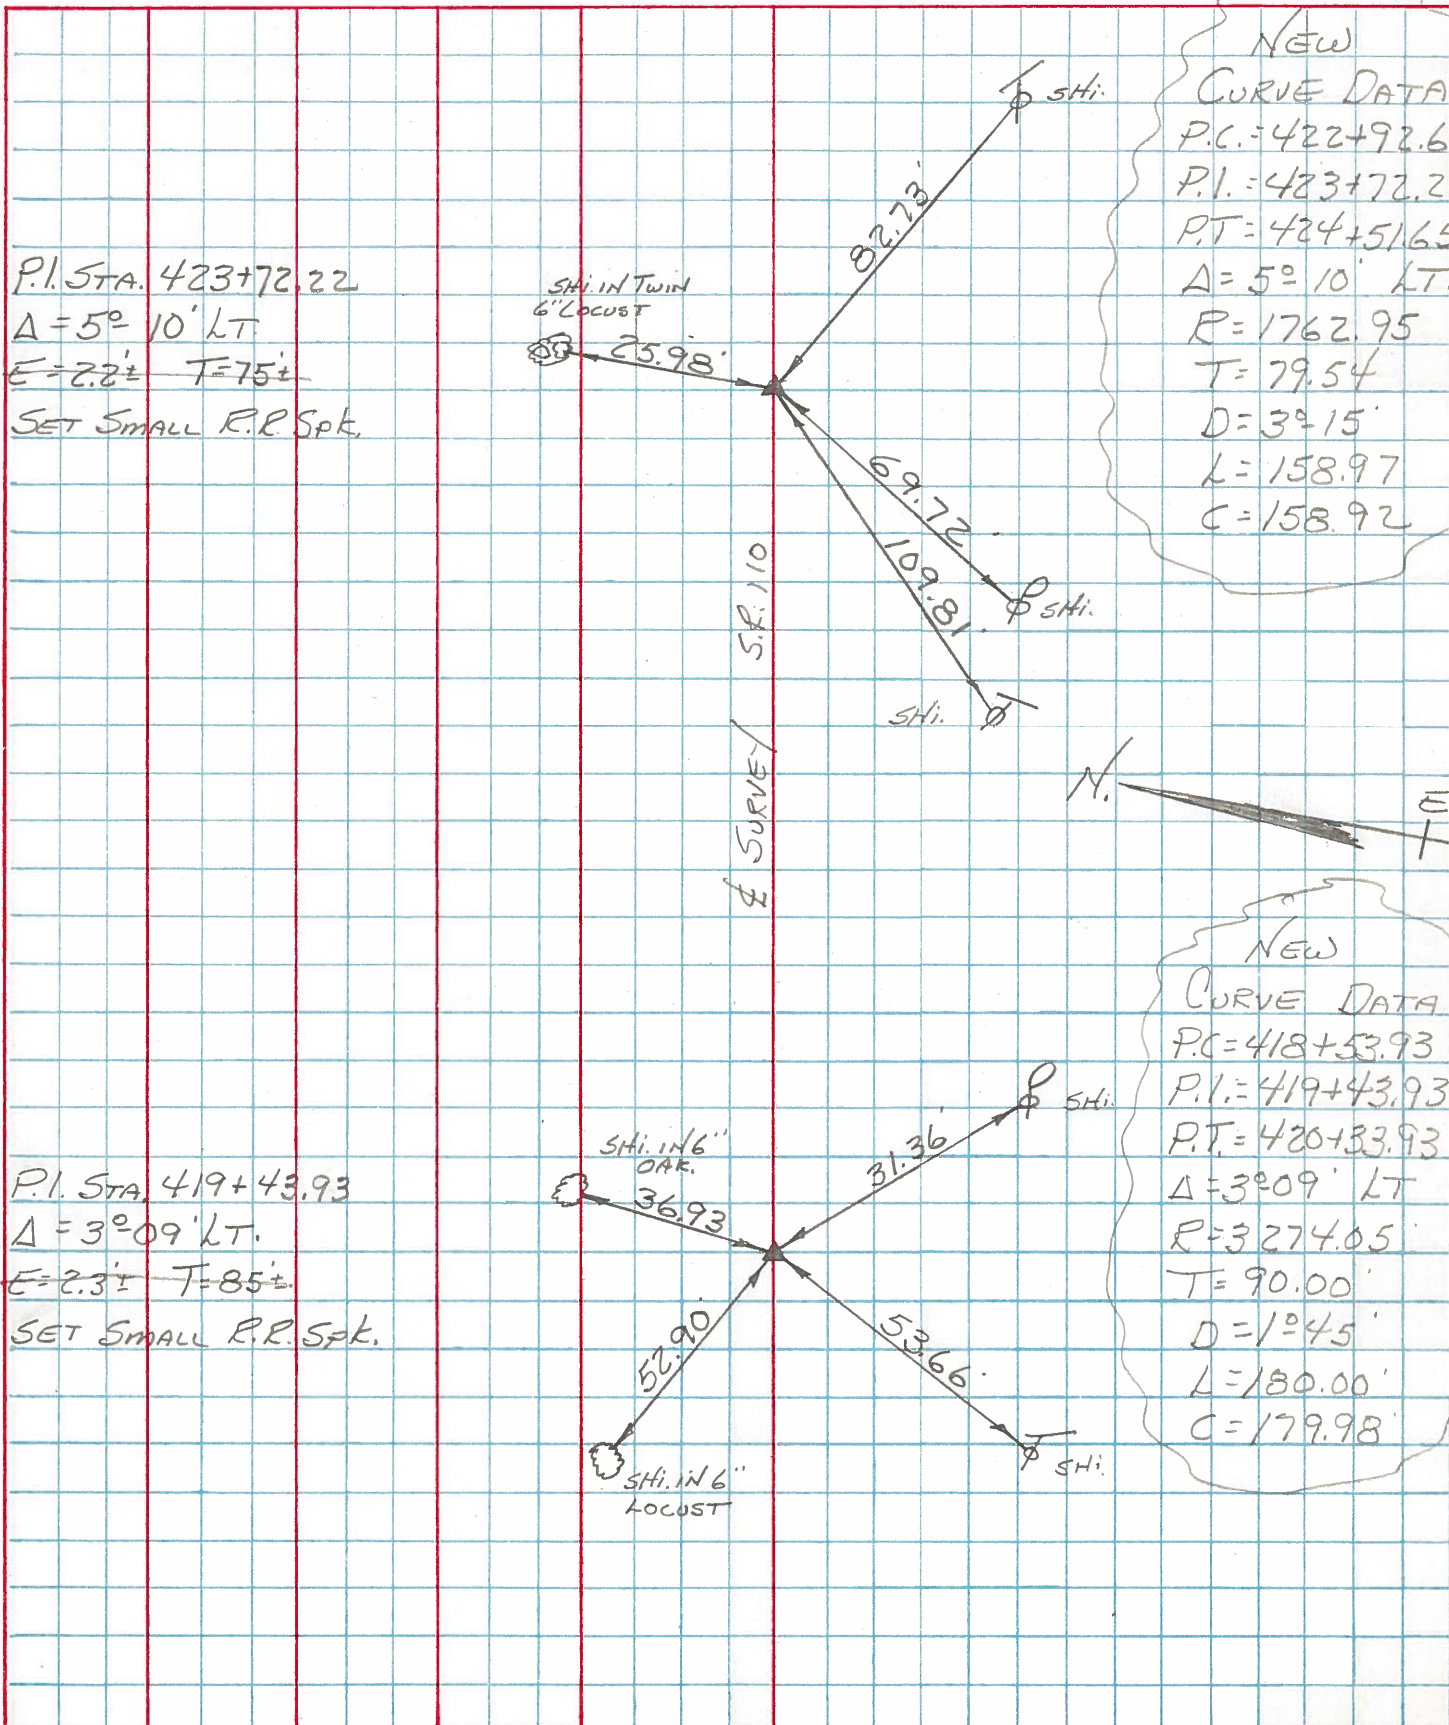 NEW
CURVE DATA
P.C.=422+92.6
P.I.=423+72.2
P.T=424+51.65
Δ=5° 10' LT.
R=1762.95
T=79.54
D=3°15'
L=158.97
C=158.92
SHi.
82.73'
P.I. STA. 423+72.22
Δ=5° 10' LT.
E=2.2'± T=75'±
SET SMALL R.R. SPK.
SHi. IN TWIN
6" LOCUST
25.98'
69.72'
SHi.
109.81'
SHi.
℄ SURVEY S.R. 110
N.
E
NEW
CURVE DATA
P.C=418+53.93
P.I.=419+43.93
P.T.=420+33.93
Δ=3°09' LT
R=3274.05'
T=90.00'
D=1°45'
L=180.00'
C=179.98'
P.I. STA. 419+43.93
Δ=3°09' LT.
E=2.3'± T=85'±
SET SMALL R.R. SPK.
SHi. IN 6"
OAK.
36.93
31.36'
SHi.
52.90'
SHi. IN 6"
LOCUST
53.66'
SHi.